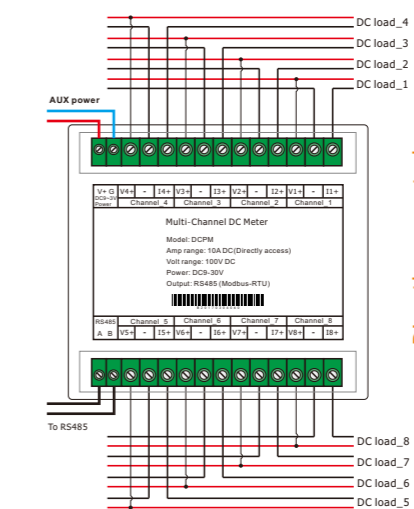 DC load_4
DC load_3
DC load_2
DC load_1
AUX power
V+ G V4+ - I4+ V3+ - I3+ V2+ - I2+ V1+ - I1+
DC9-3V
Power Channel_4 Channel_3 Channel_2 Channel_1
Multi-Channel DC Meter
Model: DCPM
Amp range: 10A DC(Directly access)
Volt range: 100V DC
Power: DC9-30V
Output: RS485 (Modbus-RTU)
RS485 Channel_5 Channel_6 Channel_7 Channel_8
A B V5+ - I5+ V6+ - I6+ V7+ - I7+ V8+ - I8+
To RS485
DC load_8
DC load_7
DC load_6
DC load_5